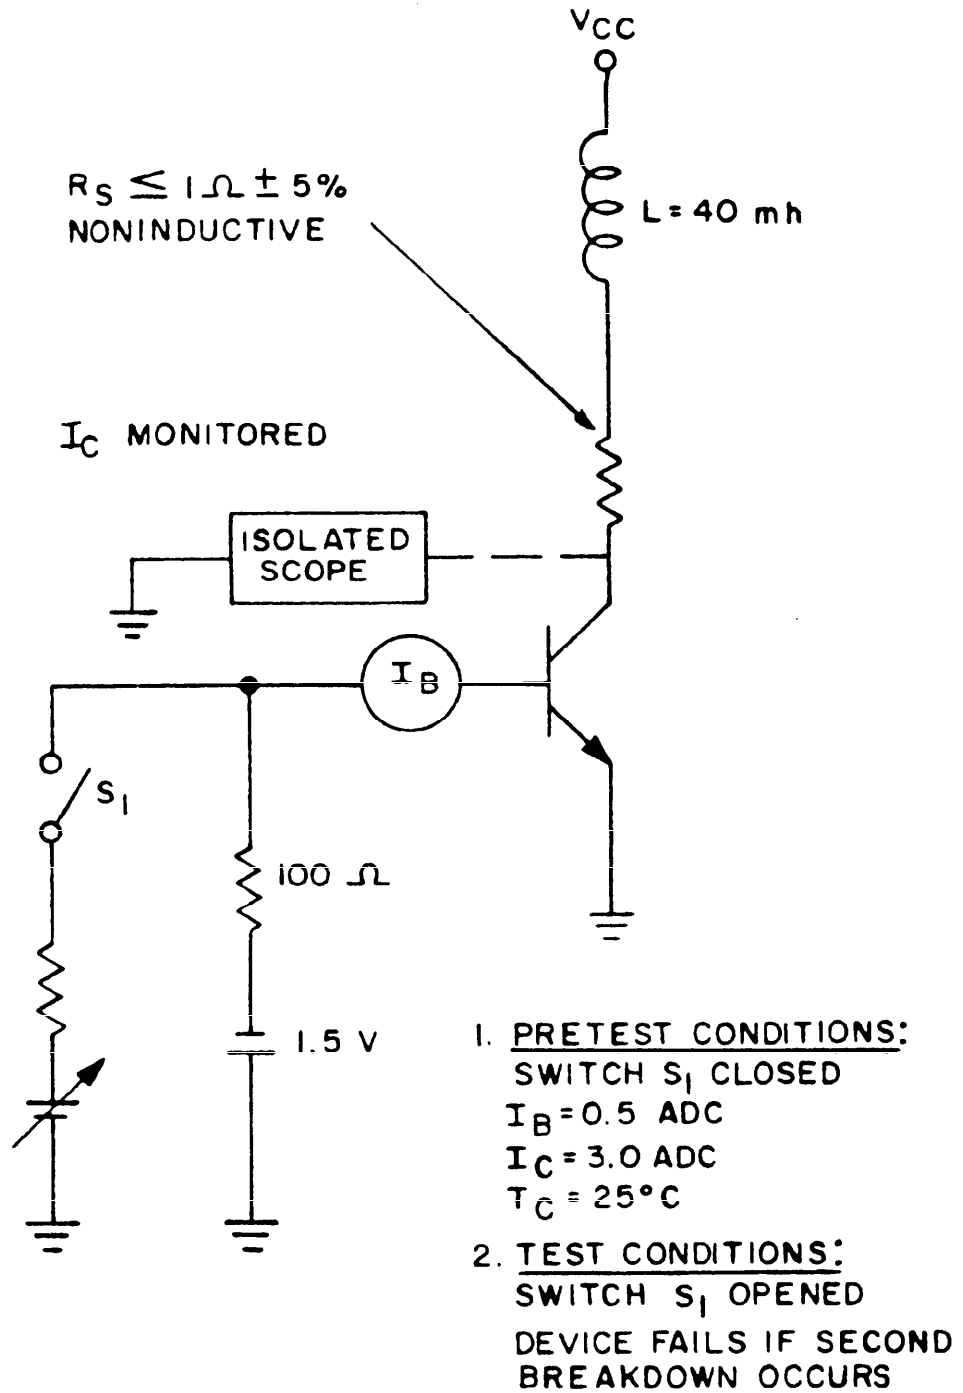 VCC
RS ≤ 1 Ω ± 5%
NONINDUCTIVE
L = 40 mh
IC MONITORED
ISOLATED
SCOPE
IB
S1
100 Ω
1.5 V
1. PRETEST CONDITIONS:
SWITCH S1 CLOSED
IB = 0.5 ADC
IC = 3.0 ADC
TC = 25°C
2. TEST CONDITIONS:
SWITCH S1 OPENED
DEVICE FAILS IF SECOND
BREAKDOWN OCCURS